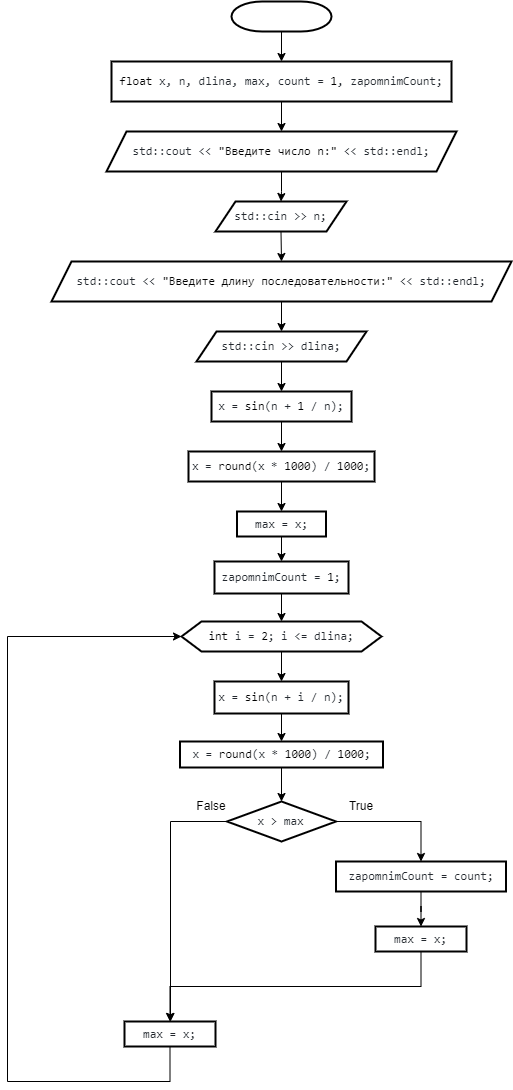 float x, n, dlina, max, count = 1, zapomnimCount;
std::cout << "Введите число n:" << std::endl;
std::cin >> n;
std::cout << "Введите длину последовательности:" << std::endl;
std::cin >> dlina;
x = sin(n + 1 / n);
x = round(x * 1000) / 1000;
max = x;
zapomnimCount = 1;
int i = 2; i <= dlina;
x = sin(n + i / n);
x = round(x * 1000) / 1000;
False
True
x > max
zapomnimCount = count;
max = x;
max = x;